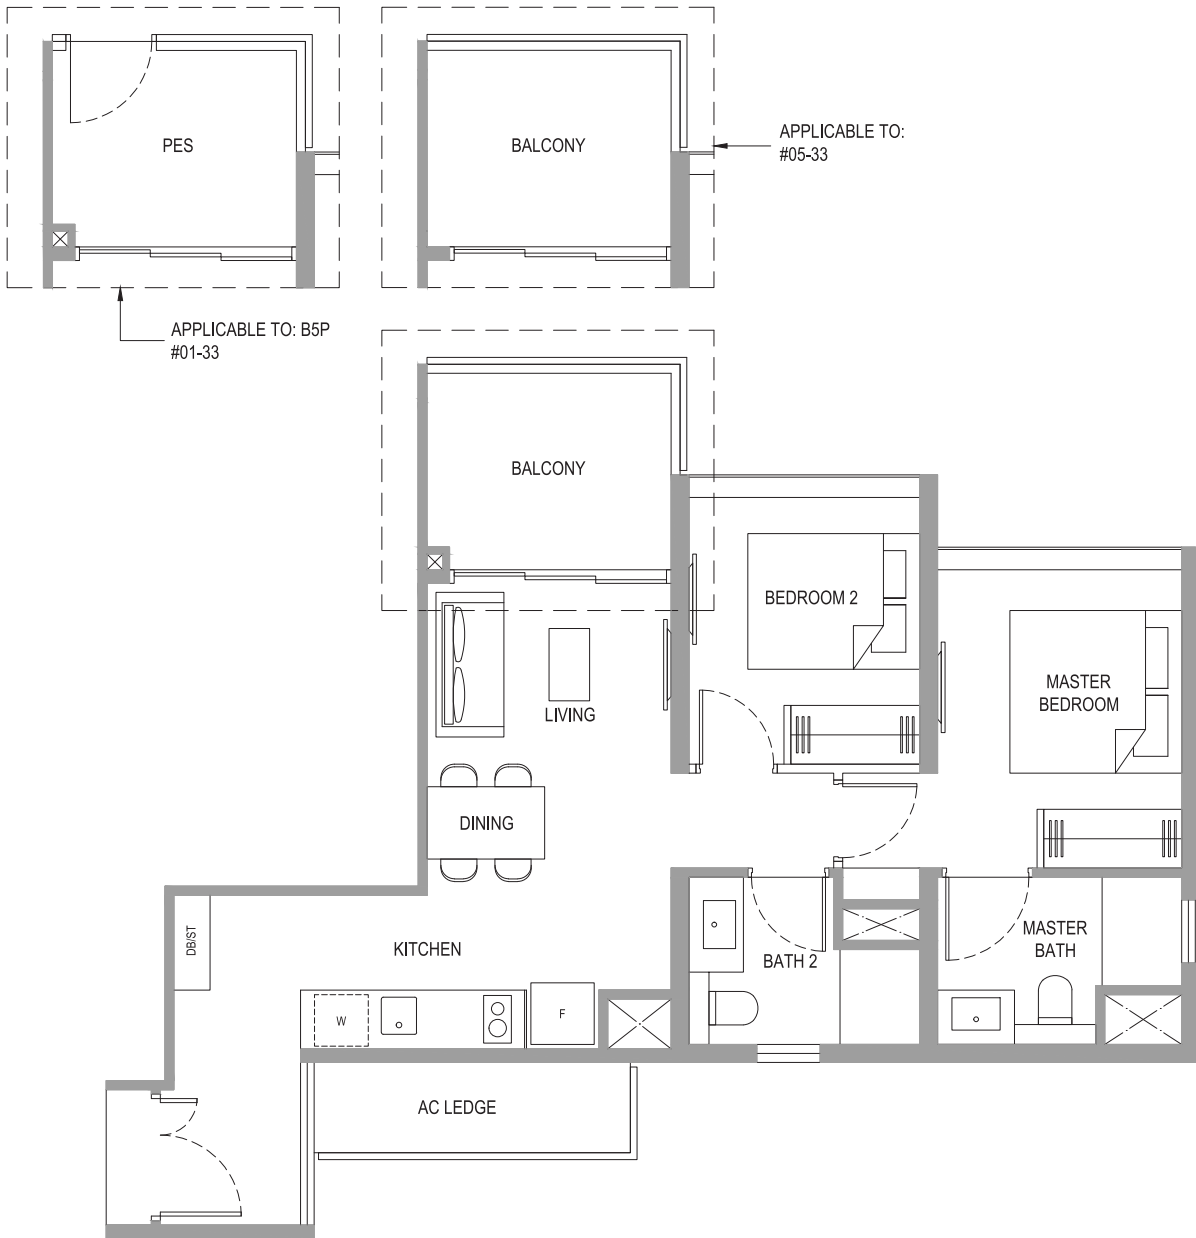 PES
BALCONY
APPLICABLE TO:
#05-33
APPLICABLE TO: B5P
#01-33
BALCONY
BEDROOM 2
MASTER
BEDROOM
LIVING
DINING
DB/ST
KITCHEN
MASTER
BATH
BATH 2
W
F
AC LEDGE